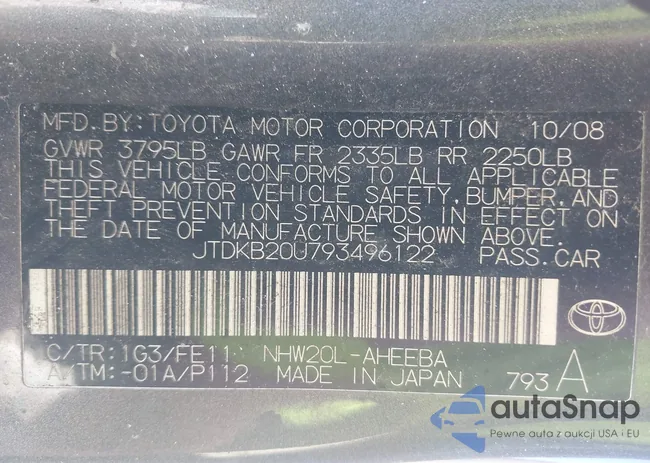 MFD.BY:TOYOTA MOTOR CORPORATION 10/08
GVWR 3795LB GAWR FR 2335LB RR 2250LB
THIS VEHICLE CONFORMS TO ALL APPLICABLE
FEDERAL MOTOR VEHICLE SAFETY,BUMPER,AND
THEFT PREVENTION STANDARDS IN EFFECT ON
THE DATE OF MANUFACTURE SHOWN ABOVE.
JTDKB20U793496122 PASS.CAR
C/TR:1G3/FE11 NHW20L-AHEEBA
A/TM:-01A/P112 MADE IN JAPAN 793 A
autaSnap
Pewne auta z aukcji USA i EU